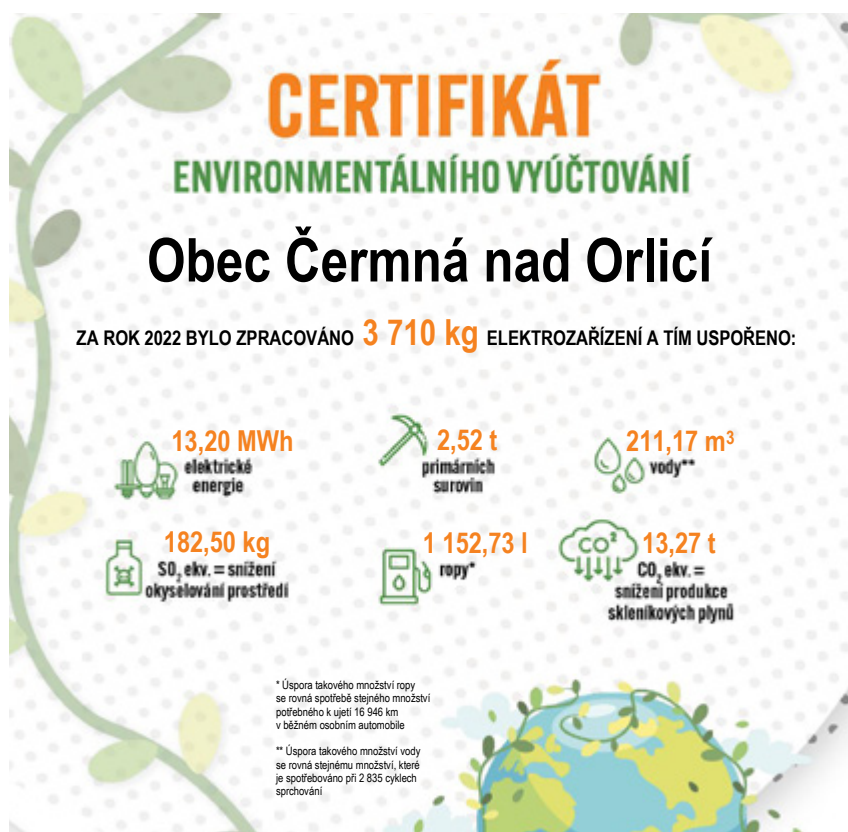 CERTIFIKÁT
ENVIRONMENTÁLNÍHO VYÚČTOVÁNÍ
Obec Čermná nad Orlicí
ZA ROK 2022 BYLO ZPRACOVÁNO 3 710 kg ELEKTROZAŘÍZENÍ A TÍM USPOŘENO:
13,20 MWh
elektrické
energie
2,52 t
primárních
surovin
211,17 m³
vody**
182,50 kg
SO₂ ekv. = snížení
okyselování prostředí
1 152,73 l
ropy*
CO²
13,27 t
CO₂ ekv. =
snížení produkce
skleníkových plynů
* Úspora takového množství ropy
se rovná spotřebě stejného množství
potřebného k ujetí 16 946 km
v běžném osobním automobile
** Úspora takového množství vody
se rovná stejnému množství, které
je spotřebováno při 2 835 cyklech
sprchování